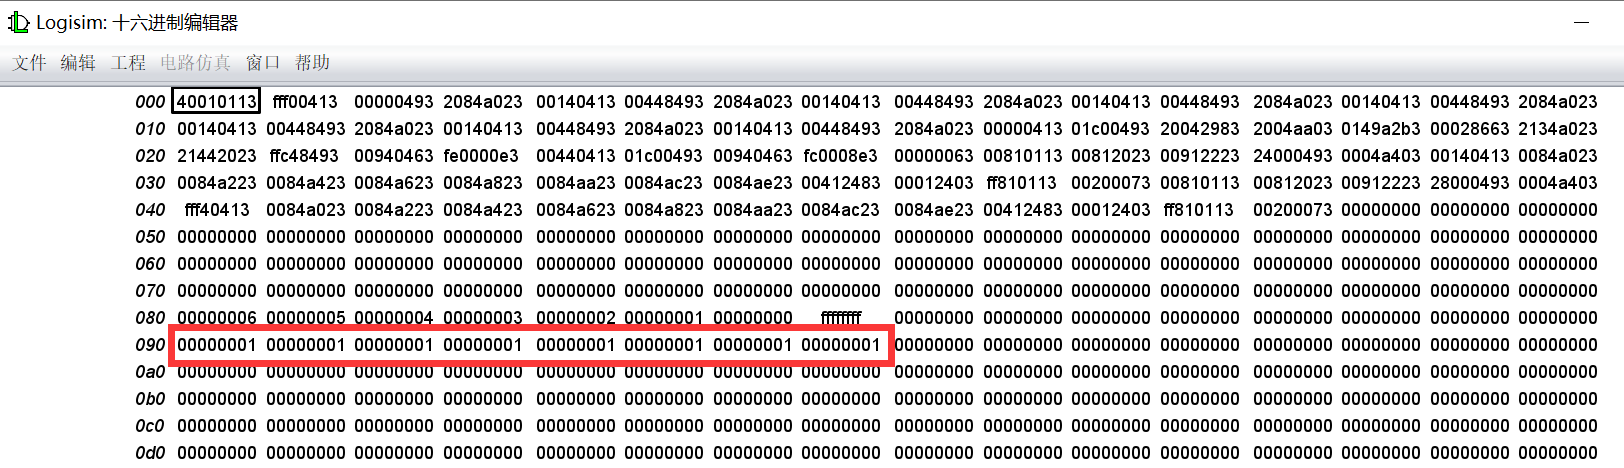 Logisim: 十六进制编辑器
文件 编辑 工程 电路仿真 窗口 帮助
000 40010113 fff00413 00000493 2084a023 00140413 00448493 2084a023 00140413 00448493 2084a023 00140413 00448493 2084a023 00140413 00448493 2084a023
010 00140413 00448493 2084a023 00140413 00448493 2084a023 00140413 00448493 2084a023 00000413 01c00493 20042983 2004aa03 0149a2b3 00028663 2134a023
020 21442023 ffc48493 00940463 fe0000e3 00440413 01c00493 00940463 fc0008e3 00000063 00810113 00812023 00912223 24000493 0004a403 00140413 0084a023
030 0084a223 0084a423 0084a623 0084a823 0084aa23 0084ac23 0084ae23 00412483 00012403 ff810113 00200073 00810113 00812023 00912223 28000493 0004a403
040 fff40413 0084a023 0084a223 0084a423 0084a623 0084a823 0084aa23 0084ac23 0084ae23 00412483 00012403 ff810113 00200073 00000000 00000000 00000000
050 00000000 00000000 00000000 00000000 00000000 00000000 00000000 00000000 00000000 00000000 00000000 00000000 00000000 00000000 00000000 00000000
060 00000000 00000000 00000000 00000000 00000000 00000000 00000000 00000000 00000000 00000000 00000000 00000000 00000000 00000000 00000000 00000000
070 00000000 00000000 00000000 00000000 00000000 00000000 00000000 00000000 00000000 00000000 00000000 00000000 00000000 00000000 00000000 00000000
080 00000006 00000005 00000004 00000003 00000002 00000001 00000000 ffffffff 00000000 00000000 00000000 00000000 00000000 00000000 00000000 00000000
090 00000001 00000001 00000001 00000001 00000001 00000001 00000001 00000001 00000000 00000000 00000000 00000000 00000000 00000000 00000000 00000000
0a0 00000000 00000000 00000000 00000000 00000000 00000000 00000000 00000000 00000000 00000000 00000000 00000000 00000000 00000000 00000000 00000000
0b0 00000000 00000000 00000000 00000000 00000000 00000000 00000000 00000000 00000000 00000000 00000000 00000000 00000000 00000000 00000000 00000000
0c0 00000000 00000000 00000000 00000000 00000000 00000000 00000000 00000000 00000000 00000000 00000000 00000000 00000000 00000000 00000000 00000000
0d0 00000000 00000000 00000000 00000000 00000000 00000000 00000000 00000000 00000000 00000000 00000000 00000000 00000000 00000000 00000000 00000000